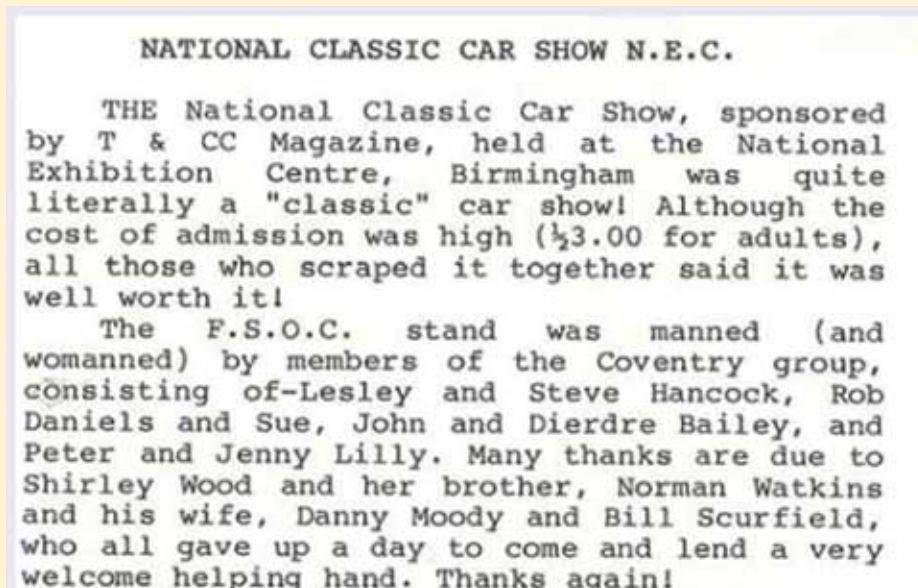 NATIONAL CLASSIC CAR SHOW N.E.C.
THE National Classic Car Show, sponsored
by T & CC Magazine, held at the National
Exhibition Centre, Birmingham was quite
literally a "classic" car show! Although the
cost of admission was high (½3.00 for adults),
all those who scraped it together said it was
well worth it!
The F.S.O.C. stand was manned (and
womanned) by members of the Coventry group,
consisting of-Lesley and Steve Hancock, Rob
Daniels and Sue, John and Dierdre Bailey, and
Peter and Jenny Lilly. Many thanks are due to
Shirley Wood and her brother, Norman Watkins
and his wife, Danny Moody and Bill Scurfield,
who all gave up a day to come and lend a very
welcome helping hand. Thanks again!